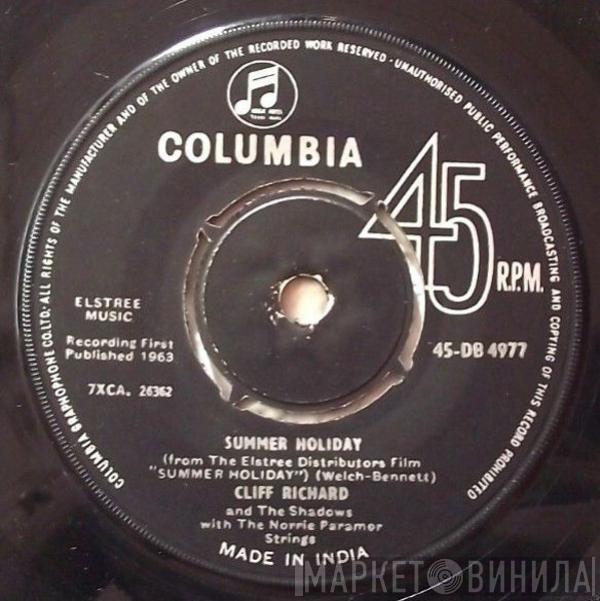 COLUMBIA GRAPHOPHONE CO.LTD.·ALL RIGHTS OF THE MANUFACTURER AND OF THE OWNER OF THE RECORDED WORK RESERVED·UNAUTHORISED PUBLIC PERFORMANCE BROADCASTING AND COPYING OF THIS RECORD PROHIBITED
COLUMBIA
45
R.P.M.
ELSTREE
MUSIC
Recording First
Published 1963
45-DB 4977
7XCA. 26362
SUMMER HOLIDAY
(from The Elstree Distributors Film
"SUMMER HOLIDAY") (Welch-Bennett)
CLIFF RICHARD
and The Shadows
with The Norrie Paramor
Strings
MADE IN INDIA
МАРКЕТ ВИНИЛА